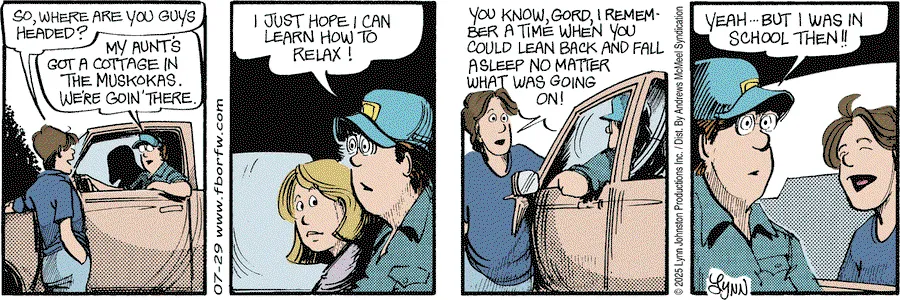 SO, WHERE ARE YOU GUYS
HEADED?
MY AUNT'S
GOT A COTTAGE IN
THE MUSKOKAS.
WE'RE GOIN' THERE.
07-29 www.fborfw.com
I JUST HOPE I CAN
LEARN HOW TO
RELAX!
YOU KNOW, GORD, I REMEM-
BER A TIME WHEN YOU
COULD LEAN BACK AND FALL
ASLEEP NO MATTER
WHAT WAS GOING
ON!
© 2025 Lynn Johnston Productions Inc. / Dist. By Andrews McMeel Syndication
YEAH...BUT I WAS IN
SCHOOL THEN!!
LYNN